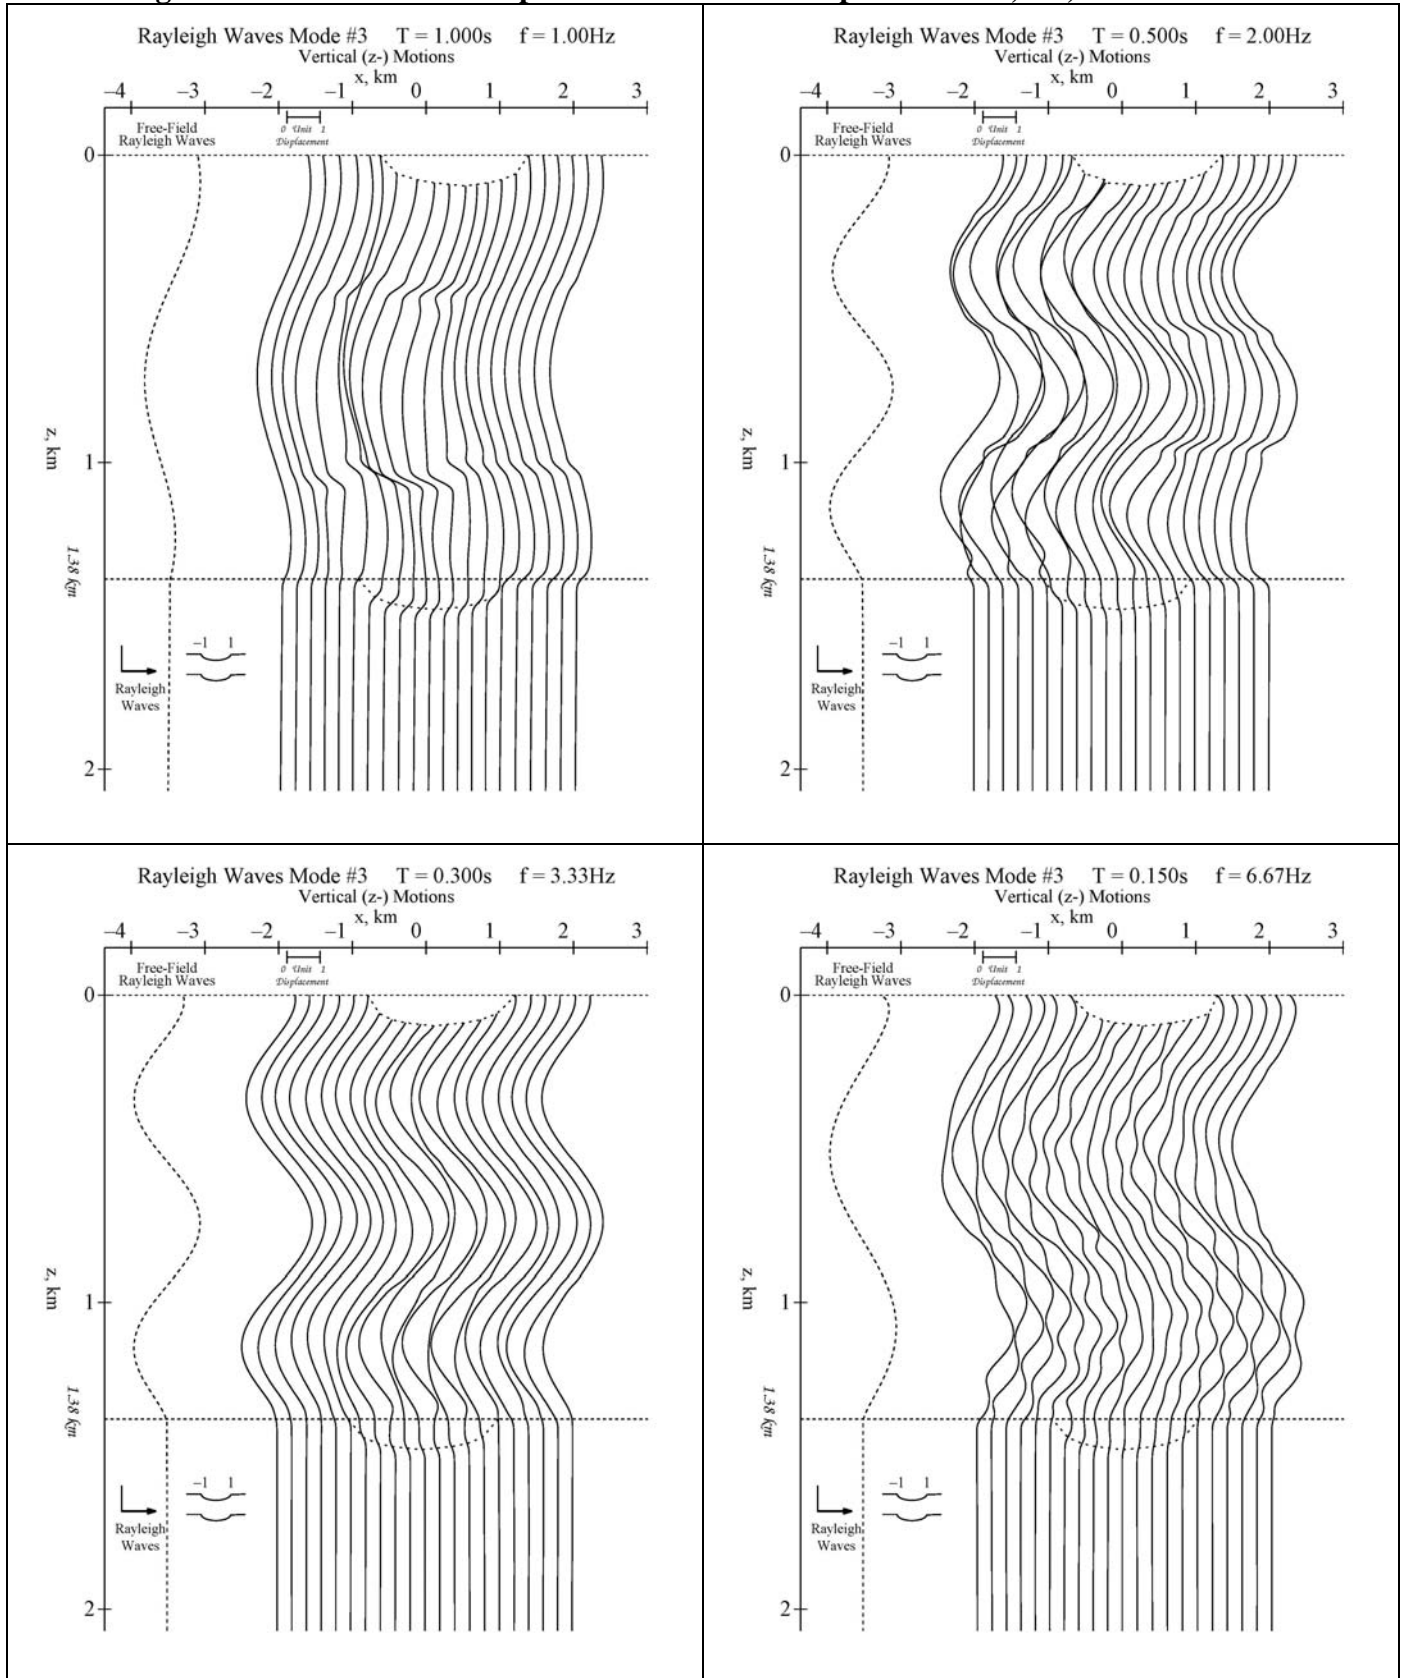 Rayleigh Waves Mode #3 T = 1.000s f = 1.00Hz
Vertical (z-) Motions
x, km
–4 –3 –2 –1 0 1 2 3
Free-Field
Rayleigh Waves
0 Unit 1
Displacement
0
z, km
1
1.38 km
–1 1
Rayleigh
Waves
2
Rayleigh Waves Mode #3 T = 0.500s f = 2.00Hz
Vertical (z-) Motions
x, km
–4 –3 –2 –1 0 1 2 3
Free-Field
Rayleigh Waves
0 Unit 1
Displacement
0
z, km
1
1.38 km
–1 1
Rayleigh
Waves
2
Rayleigh Waves Mode #3 T = 0.300s f = 3.33Hz
Vertical (z-) Motions
x, km
–4 –3 –2 –1 0 1 2 3
Free-Field
Rayleigh Waves
0 Unit 1
Displacement
0
z, km
1
1.38 km
–1 1
Rayleigh
Waves
2
Rayleigh Waves Mode #3 T = 0.150s f = 6.67Hz
Vertical (z-) Motions
x, km
–4 –3 –2 –1 0 1 2 3
Free-Field
Rayleigh Waves
0 Unit 1
Displacement
0
z, km
1
1.38 km
–1 1
Rayleigh
Waves
2